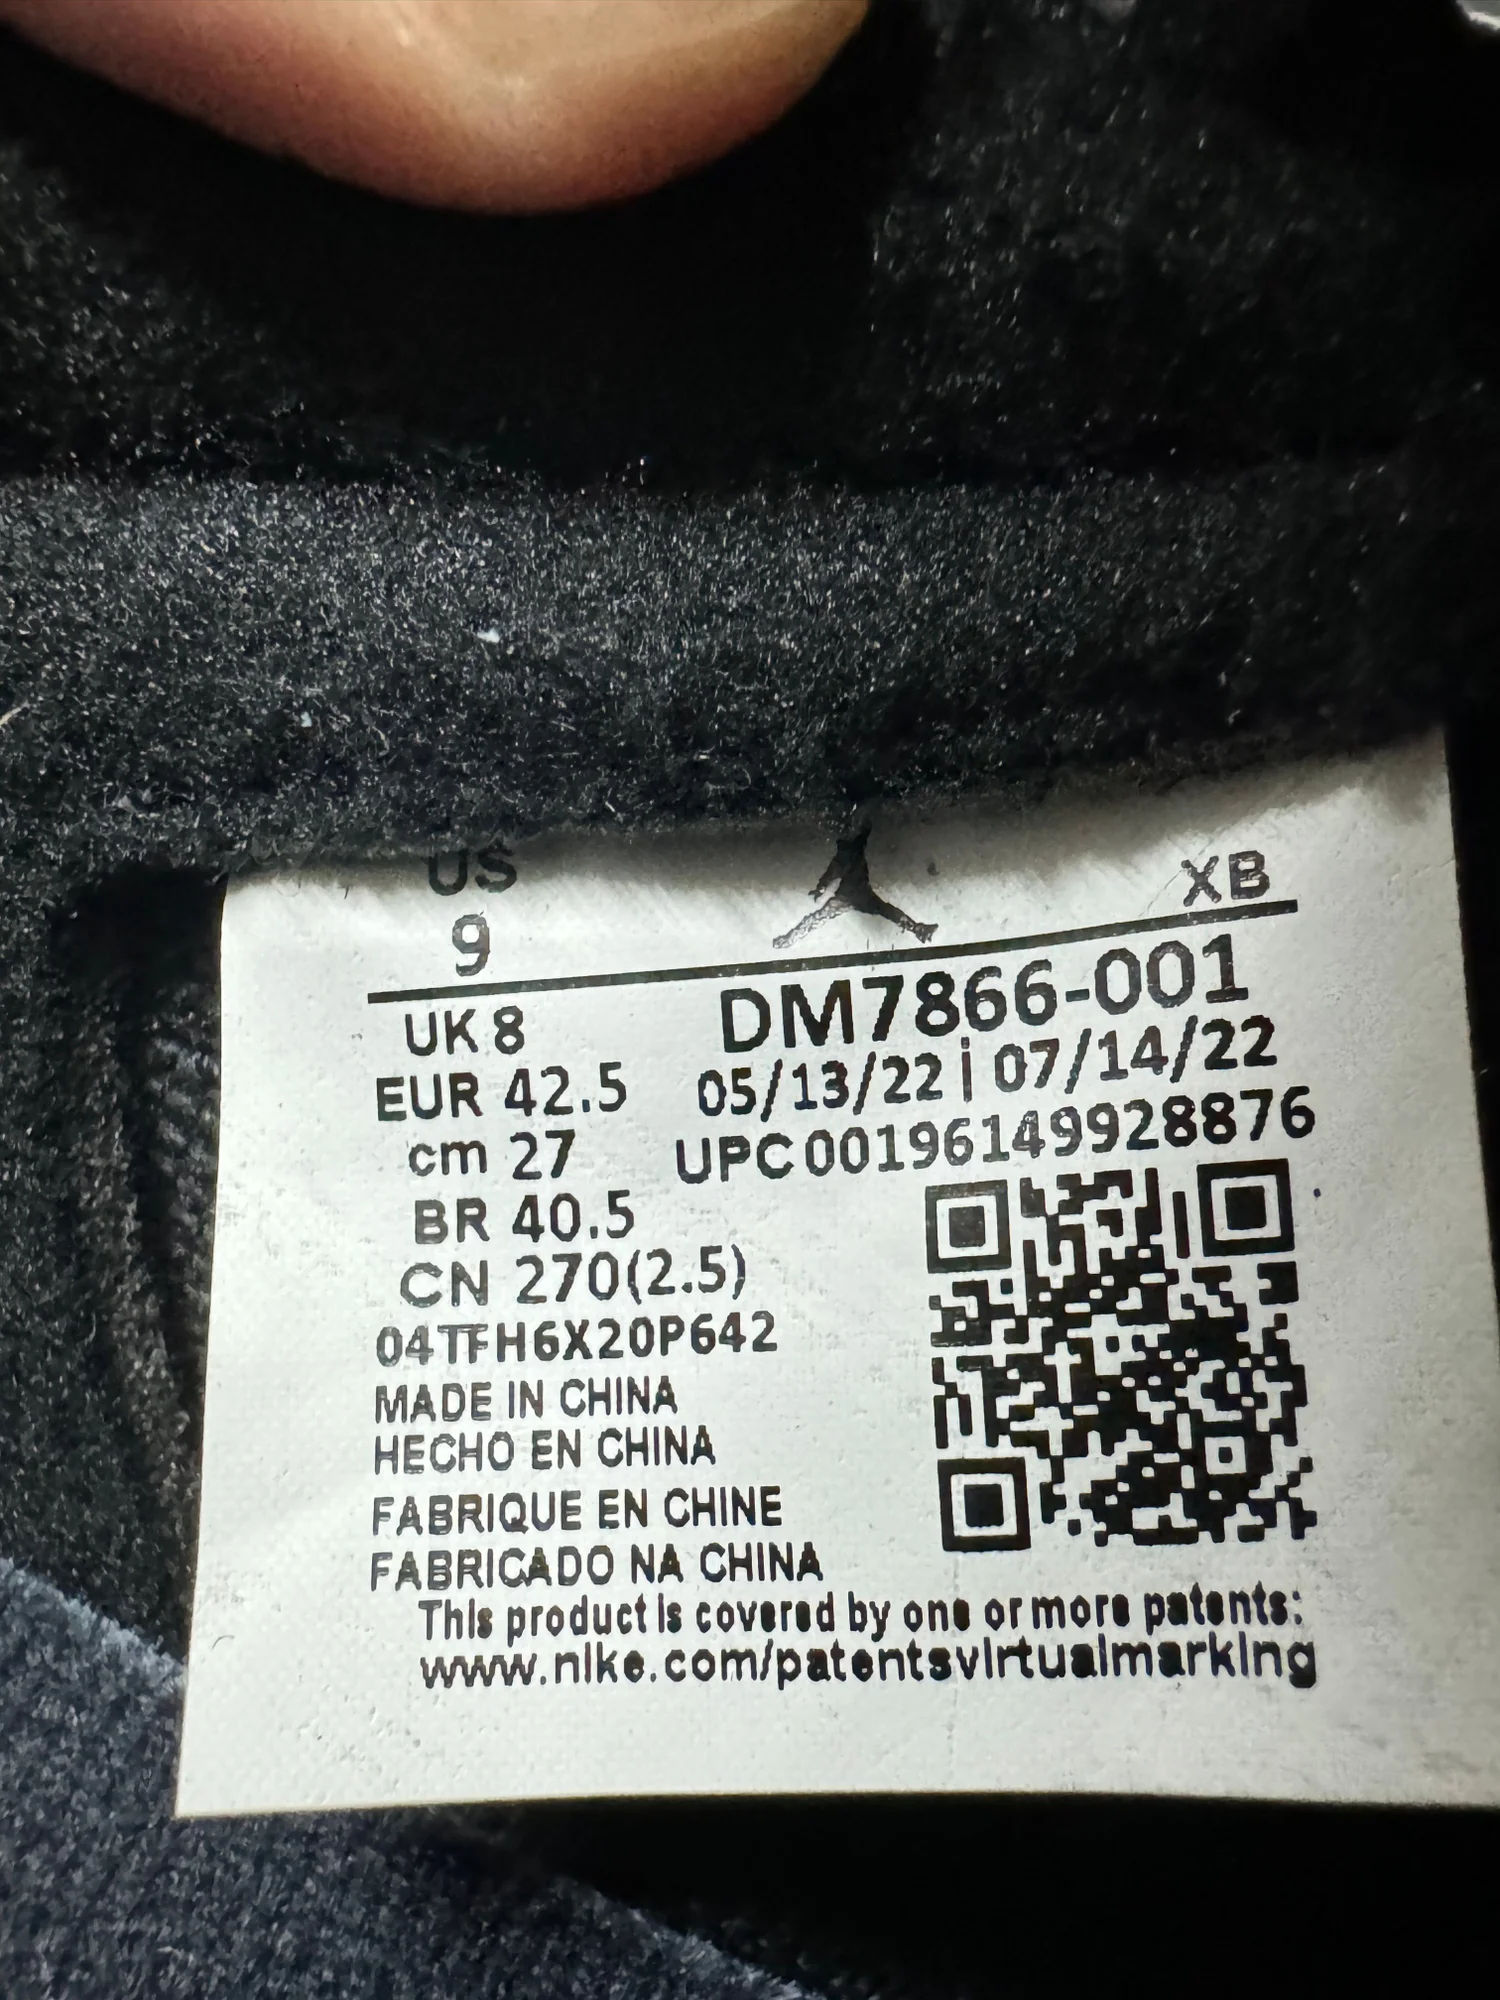 US
9
XB
UK 8
DM7866-001
EUR 42.5
05/13/22 | 07/14/22
cm 27
UPC 00196149928876
BR 40.5
CN 270(2.5)
04TFH6X20P642
MADE IN CHINA
HECHO EN CHINA
FABRIQUE EN CHINE
FABRICADO NA CHINA
This product is covered by one or more patents:
www.nike.com/patentsvirtualmarking